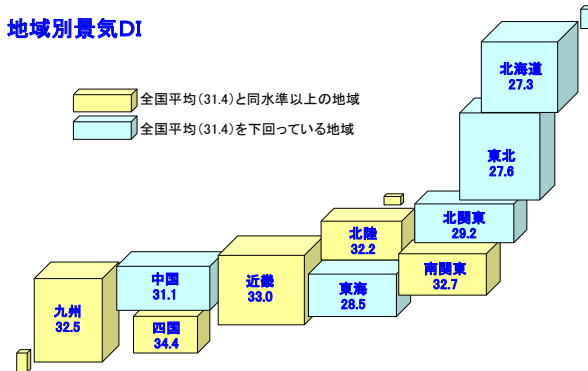 地域別景気DI
全国平均(31.4)と同水準以上の地域
全国平均(31.4)を下回っている地域
北海道
27.3
東北
27.6
北関東
29.2
北陸
32.2
南関東
32.7
東海
28.5
近畿
33.0
中国
31.1
四国
34.4
九州
32.5